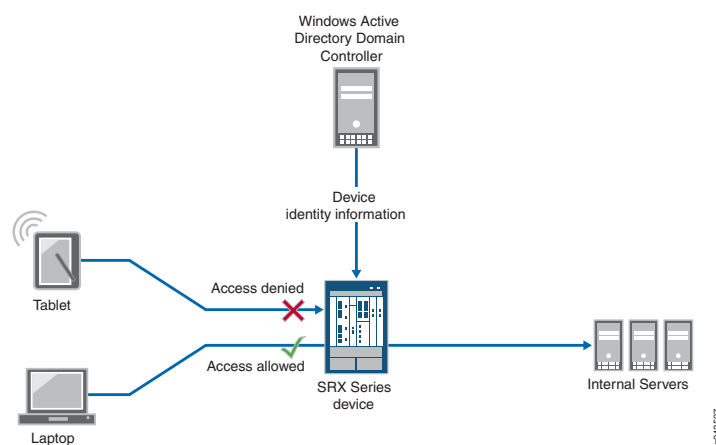 Windows Active
Directory Domain
Controller
Device
identity information
Tablet
Access denied
Access allowed
SRX Series
device
Internal Servers
Laptop